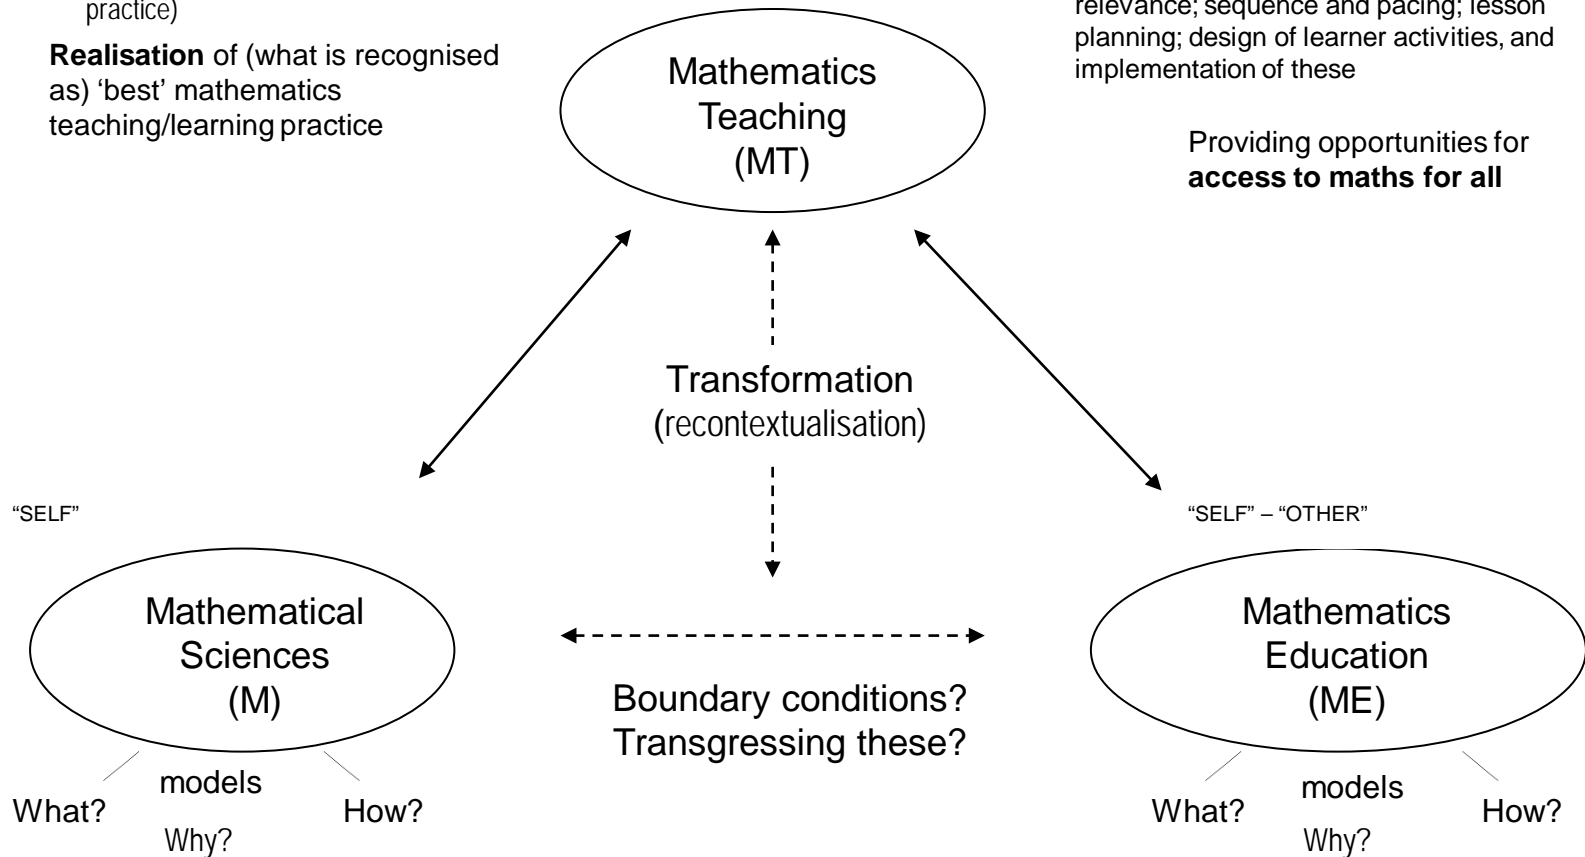 practice)
Realisation of (what is recognised
as) ‘best’ mathematics
teaching/learning practice
Mathematics
Teaching
(MT)
relevance; sequence and pacing; lesson
planning; design of learner activities, and
implementation of these
Providing opportunities for
access to maths for all
Transformation
(recontextualisation)
“SELF”
“SELF” – “OTHER”
Mathematical
Sciences
(M)
Boundary conditions?
Transgressing these?
Mathematics
Education
(ME)
What?
models
How?
Why?
What?
models
How?
Why?